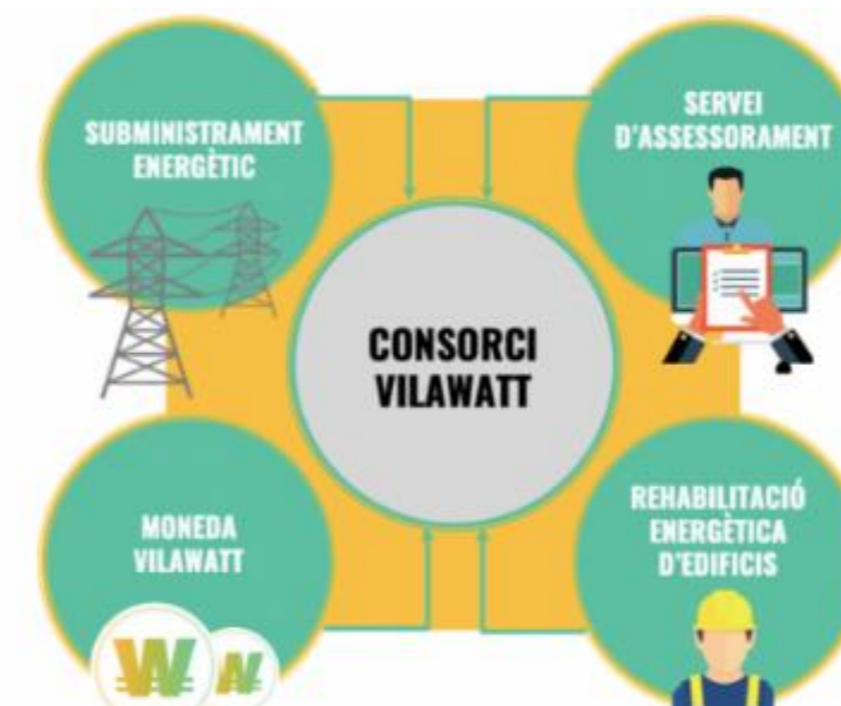 SUBMINISTRAMENT
ENERGÈTIC
SERVEI
D'ASSESSORAMENT
CONSORCI
VILAWATT
MONEDA
VILAWATT
REHABILITACIÓ
ENERGÈTICA
D'EDIFICIS